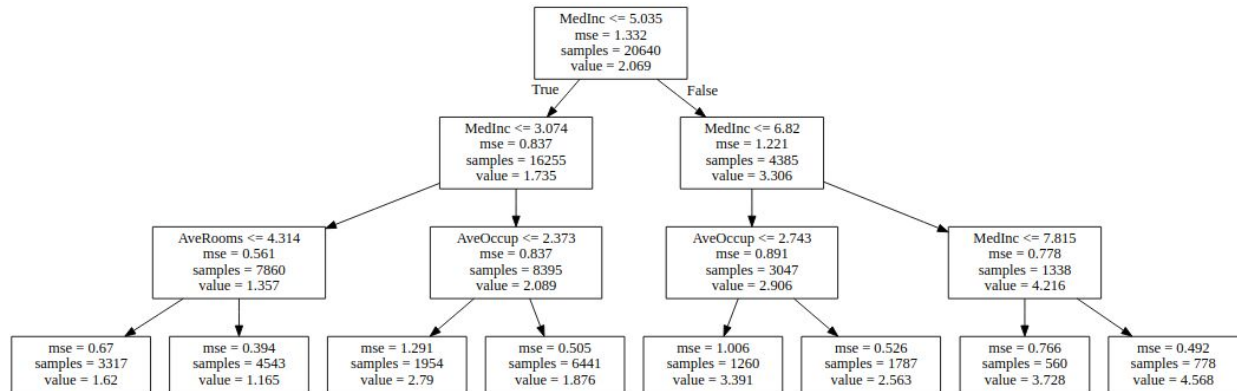 MedInc <= 5.035
mse = 1.332
samples = 20640
value = 2.069
True
False
MedInc <= 3.074
mse = 0.837
samples = 16255
value = 1.735
MedInc <= 6.82
mse = 1.221
samples = 4385
value = 3.306
AveRooms <= 4.314
mse = 0.561
samples = 7860
value = 1.357
AveOccup <= 2.373
mse = 0.837
samples = 8395
value = 2.089
AveOccup <= 2.743
mse = 0.891
samples = 3047
value = 2.906
MedInc <= 7.815
mse = 0.778
samples = 1338
value = 4.216
mse = 0.67
samples = 3317
value = 1.62
mse = 0.394
samples = 4543
value = 1.165
mse = 1.291
samples = 1954
value = 2.79
mse = 0.505
samples = 6441
value = 1.876
mse = 1.006
samples = 1260
value = 3.391
mse = 0.526
samples = 1787
value = 2.563
mse = 0.766
samples = 560
value = 3.728
mse = 0.492
samples = 778
value = 4.568